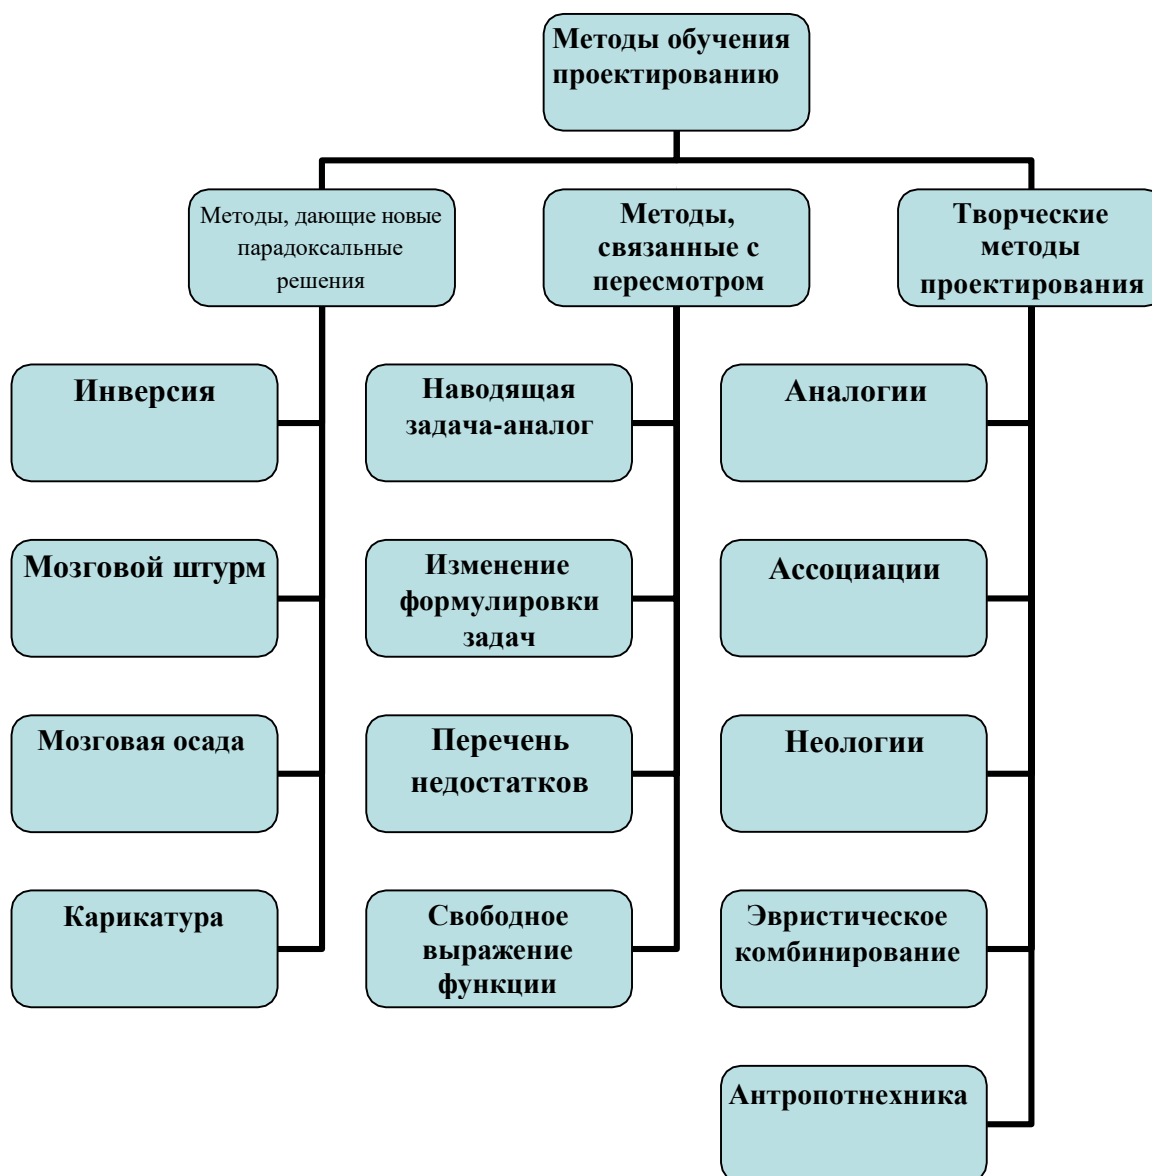 Методы обучения
проектированию
Методы, дающие новые
парадоксальные
решения
Методы,
связанные с
пересмотром
Творческие
методы
проектирования
Инверсия
Наводящая
задача-аналог
Аналогии
Мозговой штурм
Изменение
формулировки
задач
Ассоциации
Мозговая осада
Перечень
недостатков
Неологии
Карикатура
Свободное
выражение
функции
Эвристическое
комбинирование
Антропотнехника